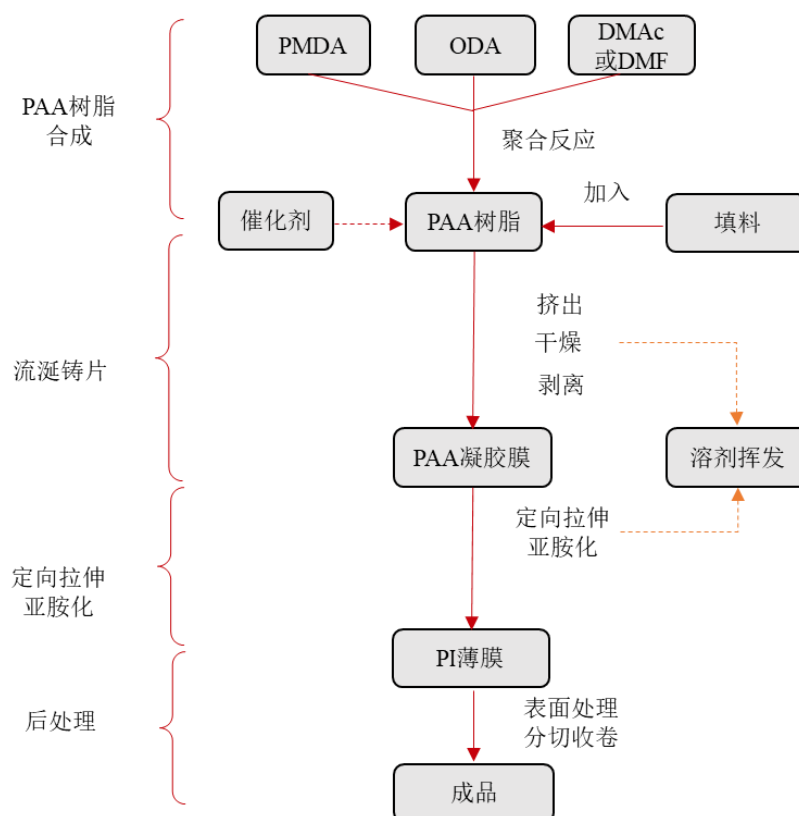 PMDA
ODA
DMAc
或DMF
PAA树脂
合成
聚合反应
催化剂
PAA树脂
加入
填料
挤出
干燥
剥离
流涎铸片
PAA凝胶膜
溶剂挥发
定向拉伸
亚胺化
定向拉伸
亚胺化
PI薄膜
后处理
表面处理
分切收卷
成品